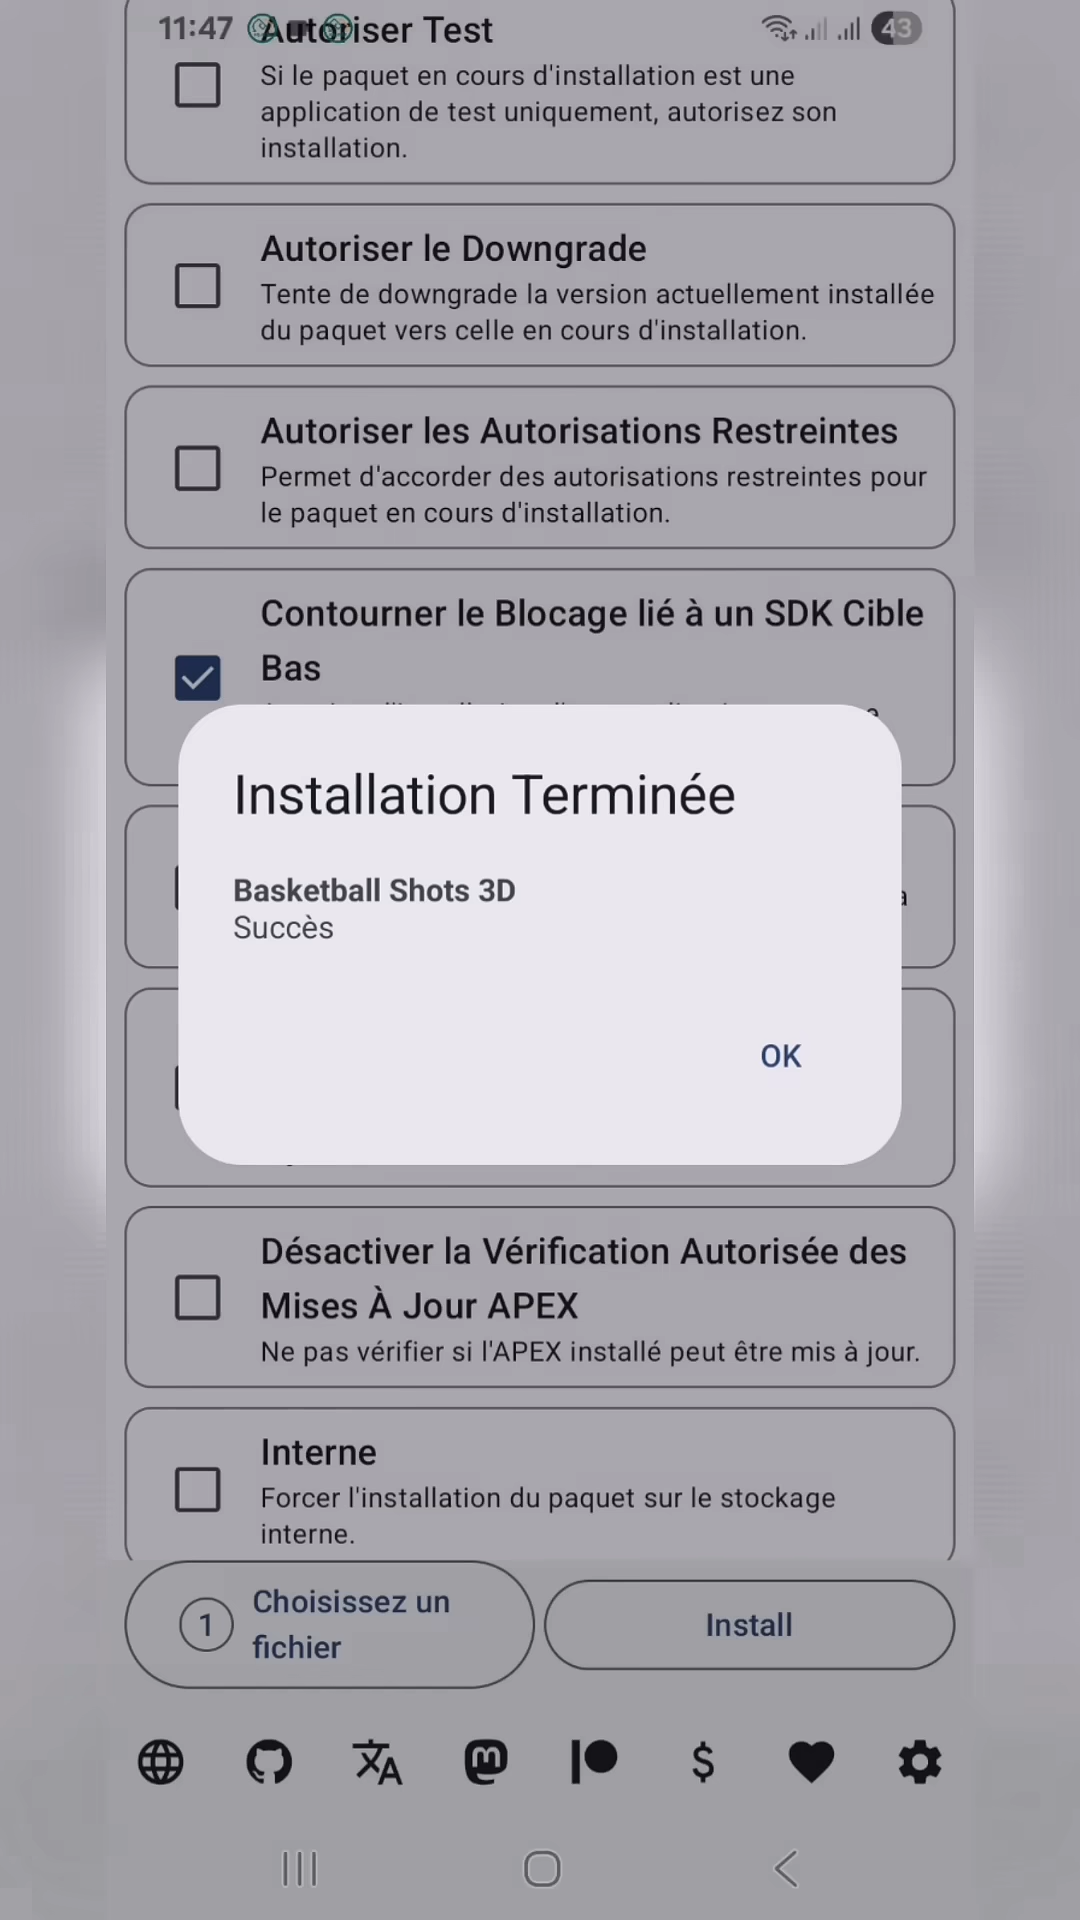 11:47
43
Autoriser Test
Si le paquet en cours d'installation est une
application de test uniquement, autorisez son
installation.
Autoriser le Downgrade
Tente de downgrade la version actuellement installée
du paquet vers celle en cours d'installation.
Autoriser les Autorisations Restreintes
Permet d'accorder des autorisations restreintes pour
le paquet en cours d'installation.
Contourner le Blocage lié à un SDK Cible
Bas
Installation Terminée
Basketball Shots 3D
Succès
OK
Désactiver la Vérification Autorisée des
Mises À Jour APEX
Ne pas vérifier si l'APEX installé peut être mis à jour.
Interne
Forcer l'installation du paquet sur le stockage
interne.
1
Choisissez un
fichier
Install